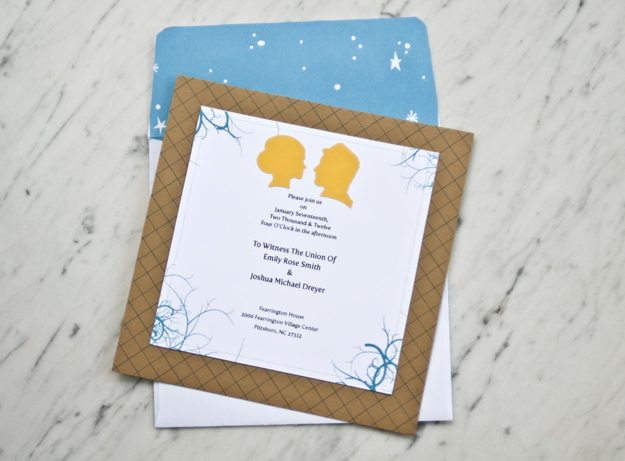 Please join us
on
January Seventeenth,
Two Thousand & Twelve
Four O'Clock in the afternoon
To Witness The Union Of
Emily Rose Smith
&
Joshua Michael Dreyer
Fearrington House
2000 Fearrington Village Center
Pittsboro, NC 27312